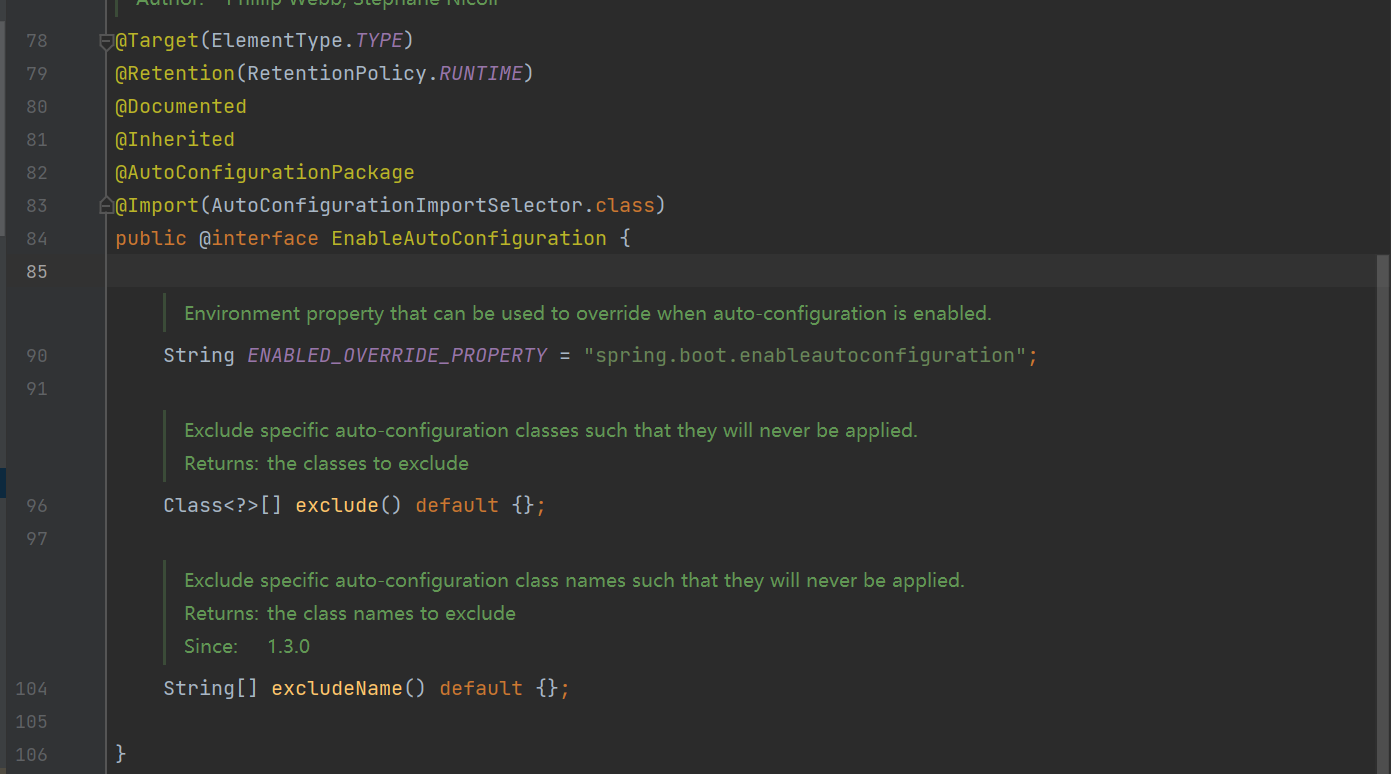 Author: Phillip Webb, Stephane Nicoll
78 @Target(ElementType.TYPE)
79 @Retention(RetentionPolicy.RUNTIME)
80 @Documented
81 @Inherited
82 @AutoConfigurationPackage
83 @Import(AutoConfigurationImportSelector.class)
84 public @interface EnableAutoConfiguration {
85
Environment property that can be used to override when auto-configuration is enabled.
90 String ENABLED_OVERRIDE_PROPERTY = "spring.boot.enableautoconfiguration";
91
Exclude specific auto-configuration classes such that they will never be applied.
Returns: the classes to exclude
96 Class<?>[] exclude() default {};
97
Exclude specific auto-configuration class names such that they will never be applied.
Returns: the class names to exclude
Since: 1.3.0
104 String[] excludeName() default {};
105
106 }